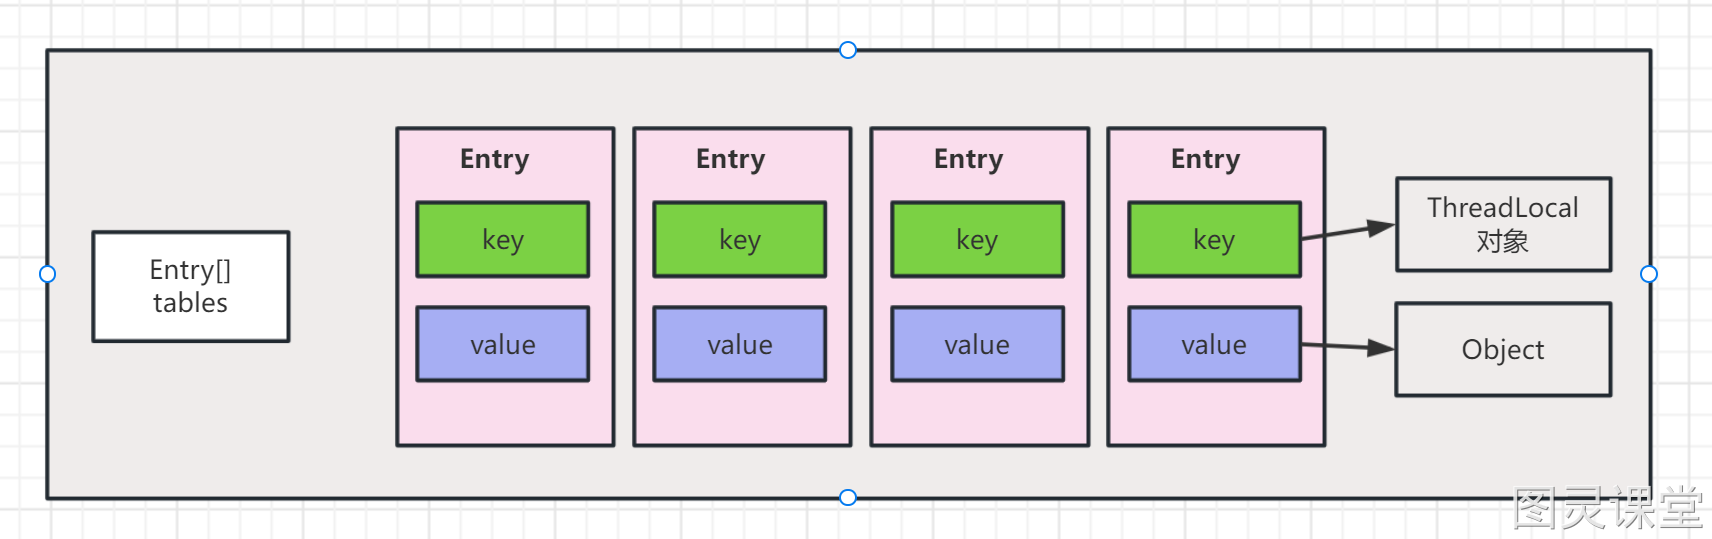 Entry[]
tables
Entry
key
value
Entry
key
value
Entry
key
value
Entry
key
value
ThreadLocal
对象
Object
图灵课堂